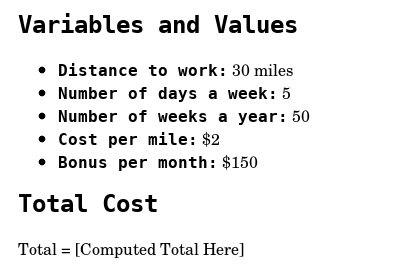 Variables and Values
• Distance to work: 30 miles
• Number of days a week: 5
• Number of weeks a year: 50
• Cost per mile: $2
• Bonus per month: $150
Total Cost
Total = [Computed Total Here]